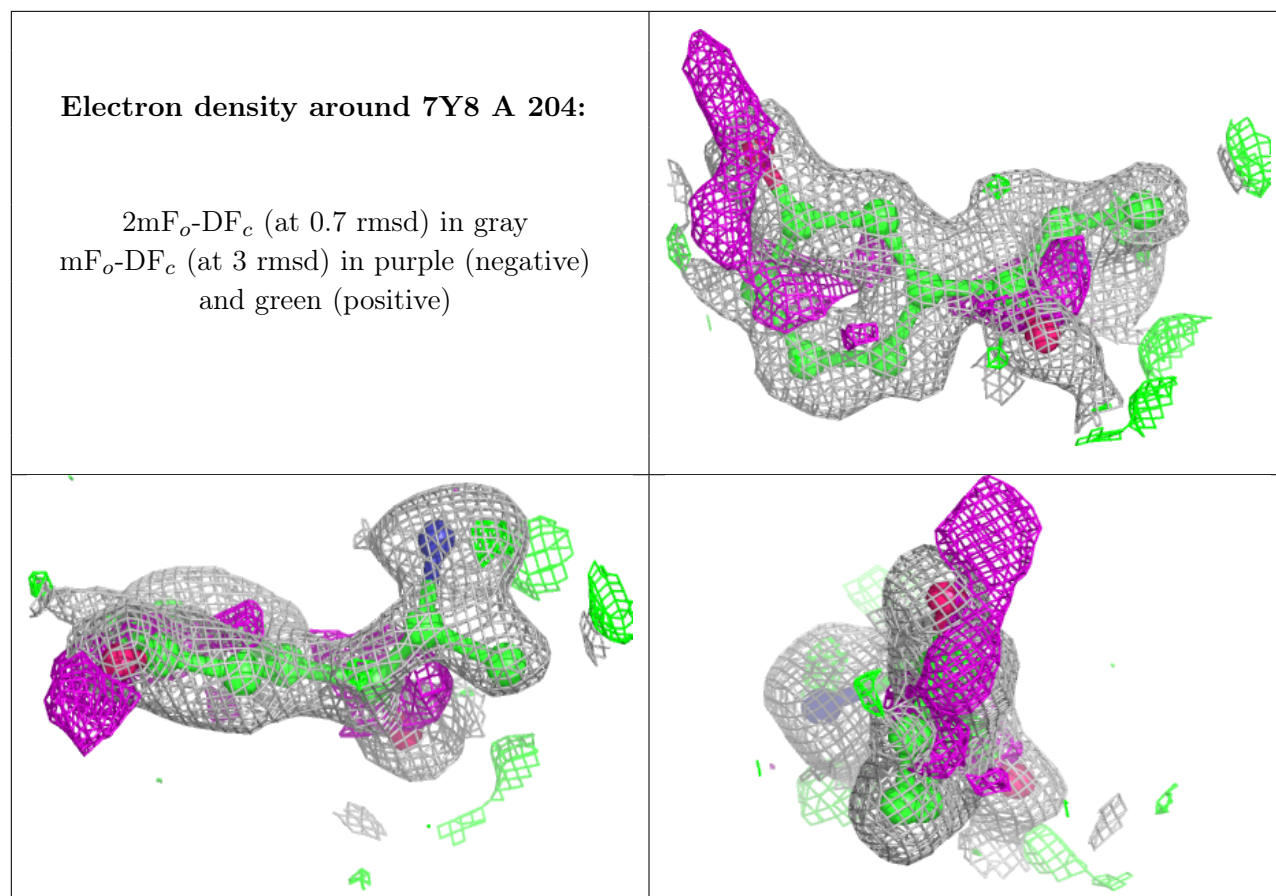 Electron density around 7Y8 A 204:
2mFo-DFc (at 0.7 rmsd) in gray
mFo-DFc (at 3 rmsd) in purple (negative)
and green (positive)